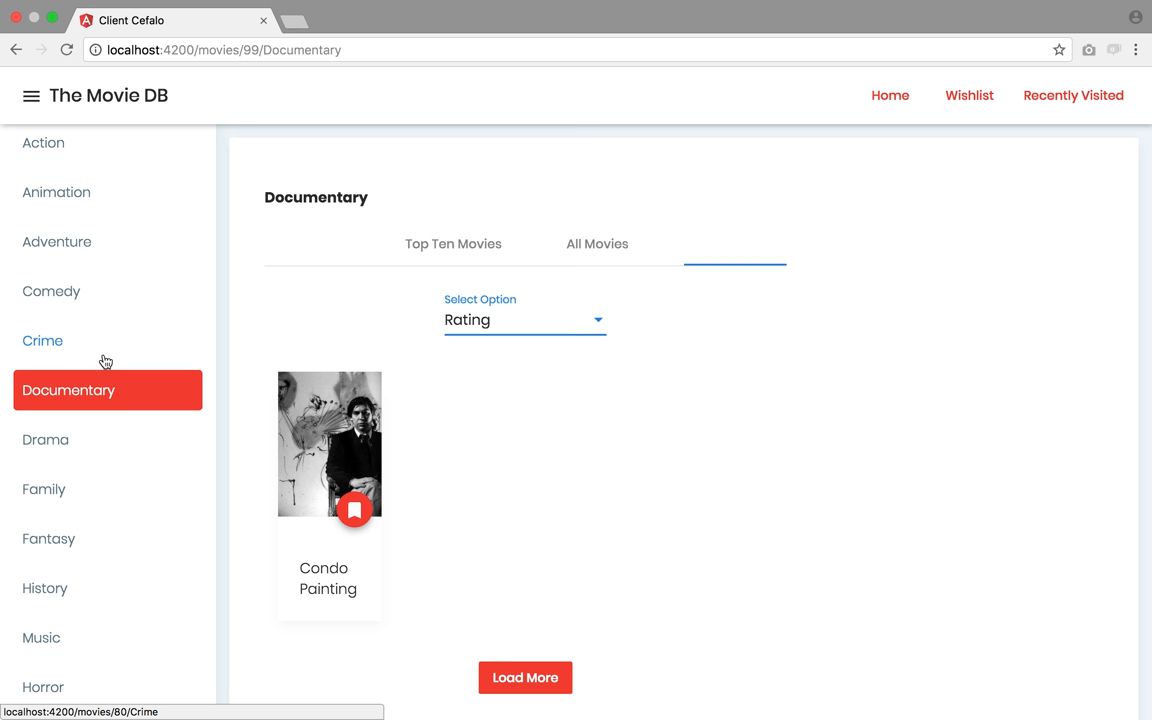 Client Cefalo
localhost:4200/movies/99/Documentary
The Movie DB
Home
Wishlist
Recently Visited
Action
Animation
Adventure
Comedy
Crime
Documentary
Drama
Family
Fantasy
History
Music
Horror
Documentary
Top Ten Movies
All Movies
Select Option
Rating
Condo
Painting
Load More
localhost:4200/movies/80/Crime